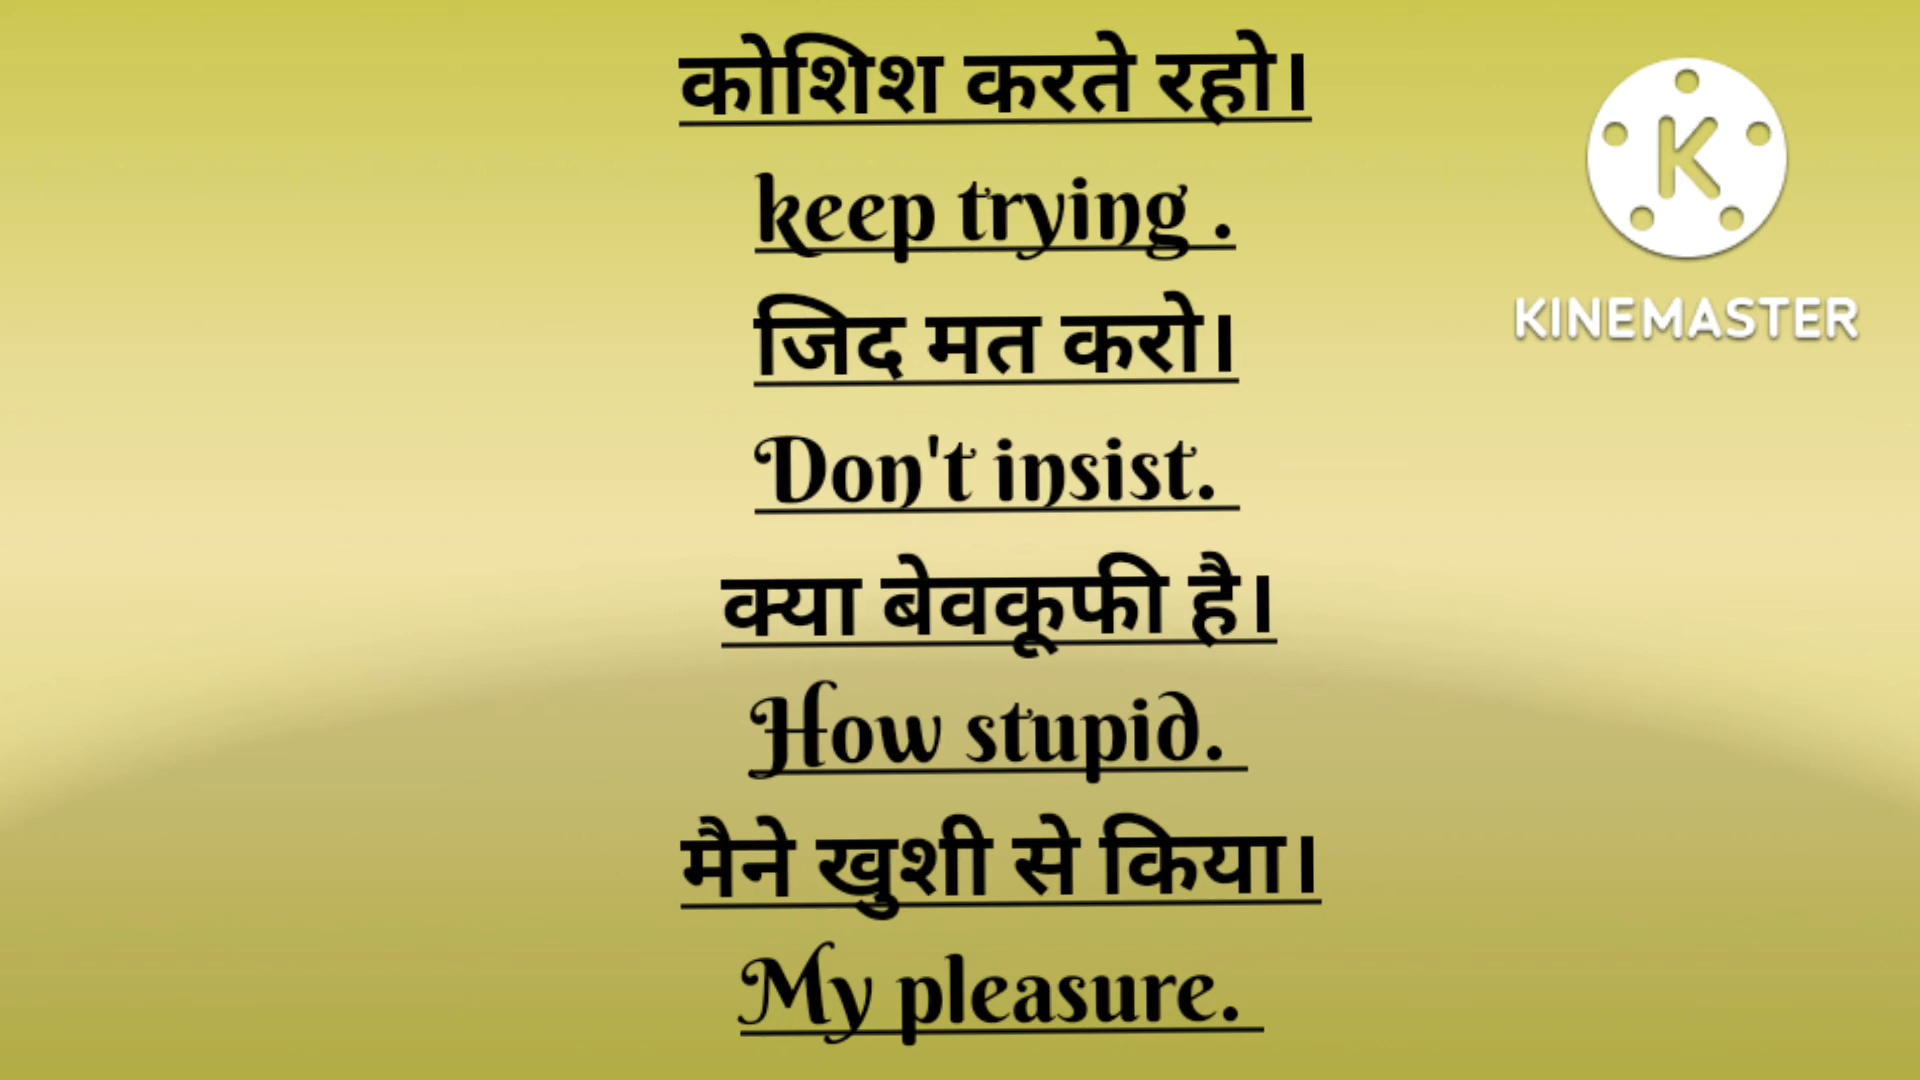 कोशिश करते रहो।
keep trying .
जिद मत करो।
Don't insist.
क्या बेवकूफी है।
How stupid.
मैने खुशी से किया।
My pleasure.
K
KINEMASTER